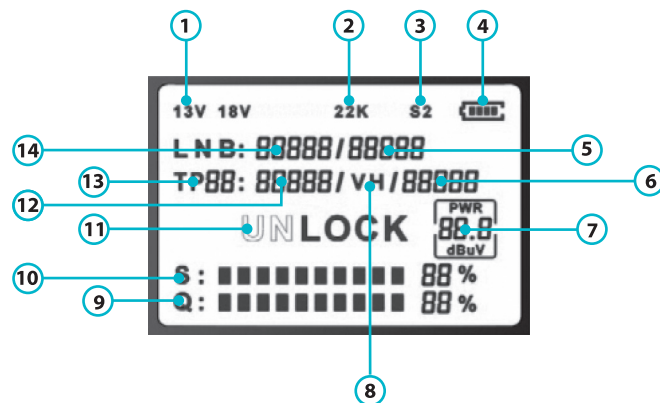 1 2 3 4
13V 18V 22K S2
14 LNB: 88888/88888 5
13 TP88: 88888/VH/88888 6
12
11 UNLOCK PWR 88.8 dBuV 7
10 S: 88 %
9 Q: 88 %
8